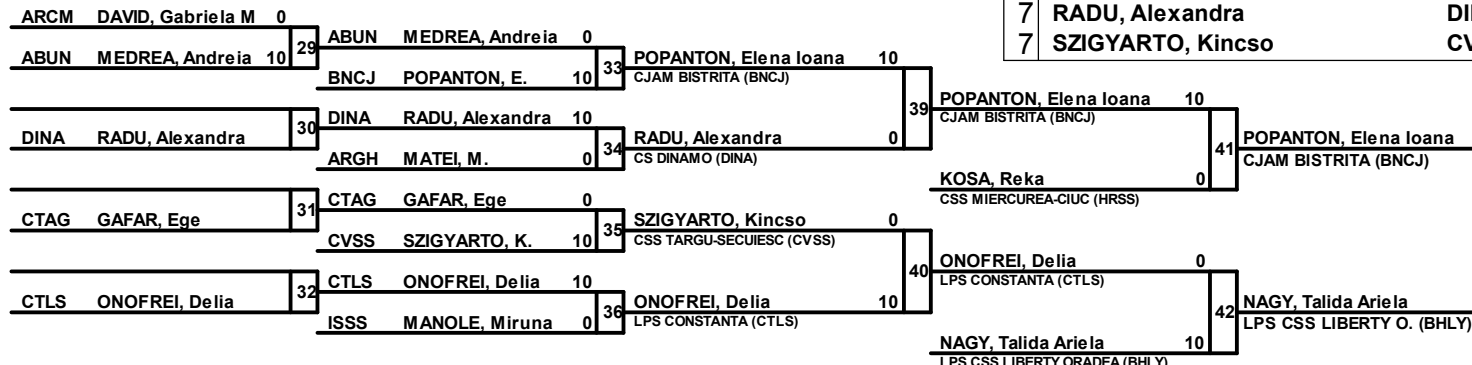 7 RADU, Alexandra DI
7 SZIGYARTO, Kincso CV
ARCM DAVID, Gabriela M 0
ABUN MEDREA, Andreia 10
29
ABUN MEDREA, Andreia 0
BNCJ POPANTON, E. 10
33
POPANTON, Elena Ioana 10
CJAM BISTRITA (BNCJ)
DINA RADU, Alexandra
30
DINA RADU, Alexandra 10
ARGH MATEI, M. 0
34
RADU, Alexandra 0
CS DINAMO (DINA)
39
POPANTON, Elena Ioana 10
CJAM BISTRITA (BNCJ)
KOSA, Reka 0
CSS MIERCUREA-CIUC (HRSS)
41
POPANTON, Elena Ioana
CJAM BISTRITA (BNCJ)
CTAG GAFAR, Ege
31
CTAG GAFAR, Ege 0
CVSS SZIGYARTO, K. 10
35
SZIGYARTO, Kincso 0
CSS TARGU-SECUIESC (CVSS)
CTLS ONOFREI, Delia
32
CTLS ONOFREI, Delia 10
ISSS MANOLE, Miruna 0
36
ONOFREI, Delia 10
LPS CONSTANTA (CTLS)
40
ONOFREI, Delia 0
LPS CONSTANTA (CTLS)
NAGY, Talida Ariela 10
LPS CSS LIBERTY ORADEA (BHLY)
42
NAGY, Talida Ariela
LPS CSS LIBERTY O. (BHLY)